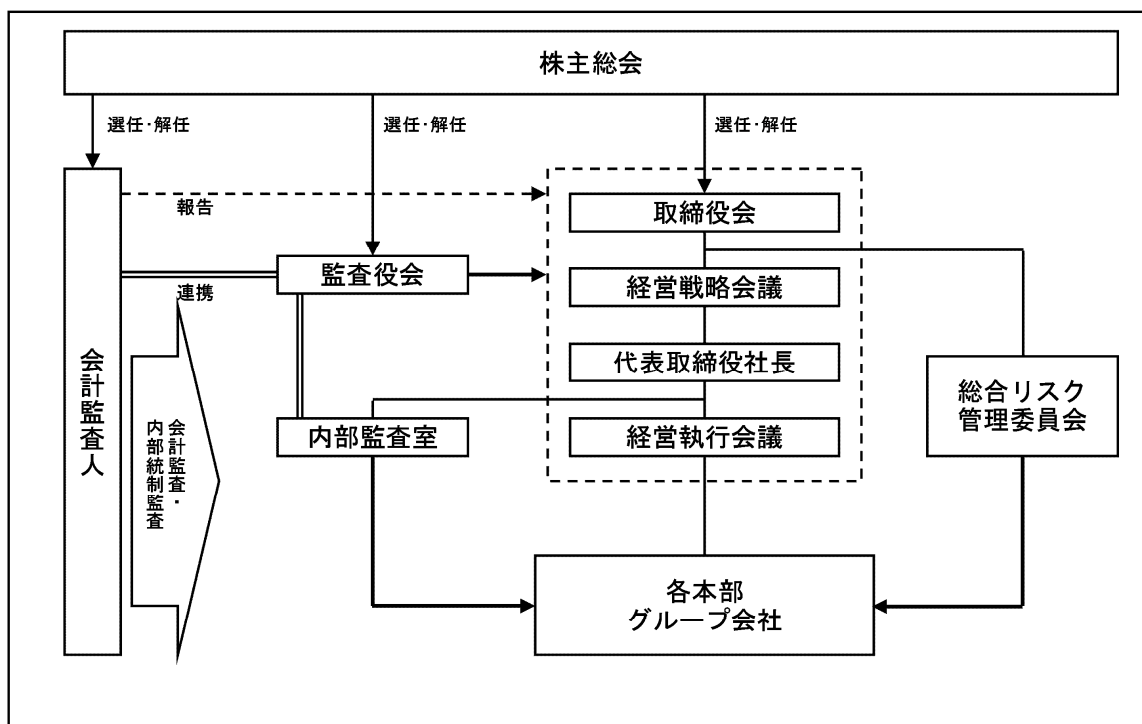 株主総会
選任・解任
選任・解任
選任・解任
報告
取締役会
監査役会
連携
経営戦略会議
代表取締役社長
会計監査人
総合リスク
管理委員会
内部監査室
経営執行会議
会計監査・
内部統制監査
各本部
グループ会社